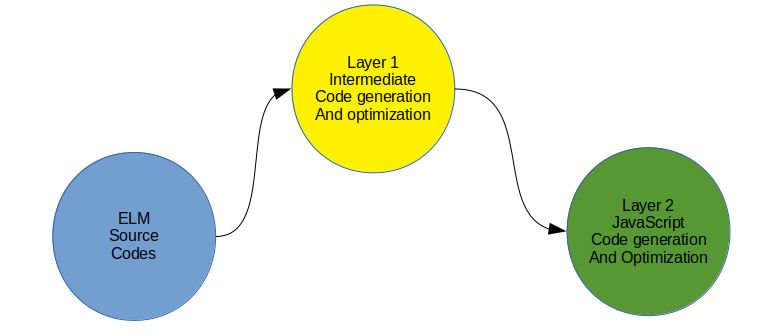 ELM
Source
Codes
Layer 1
Intermediate
Code generation
And optimization
Layer 2
JavaScript
Code generation
And Optimization